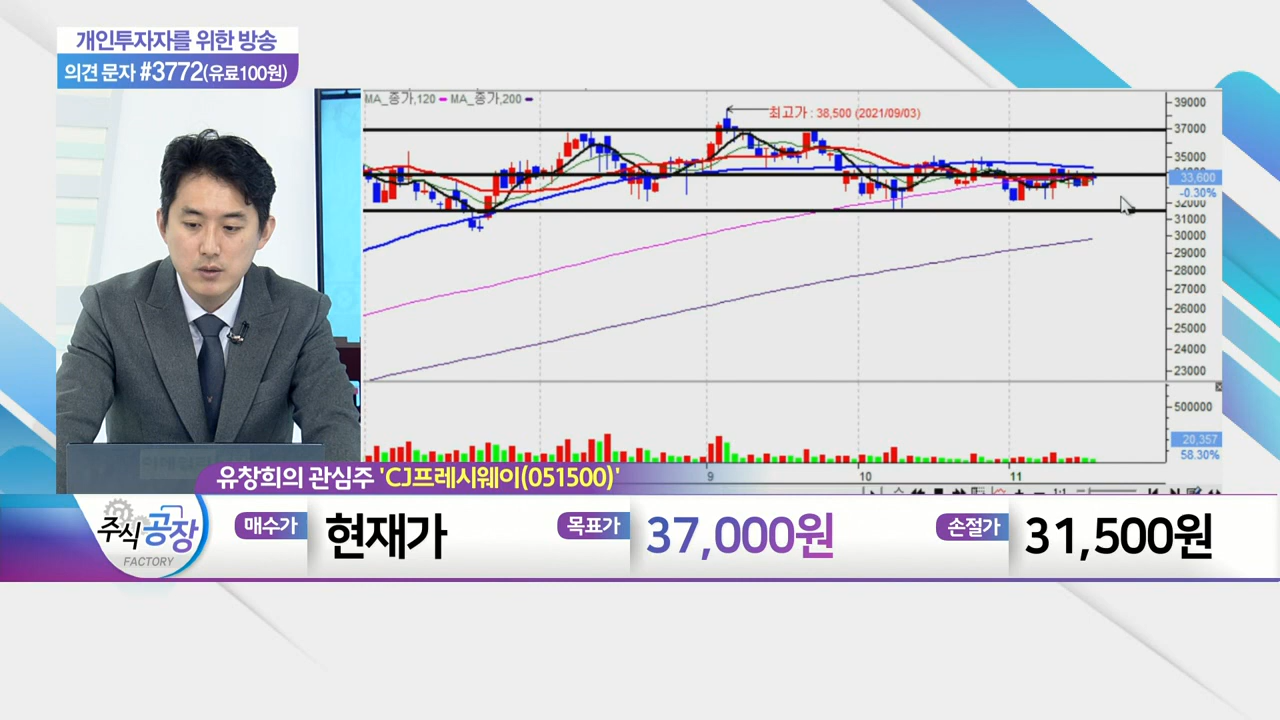 개인투자자를 위한 방송
의견 문자 #3772(유료100원)
MA_종가,120 MA_종가,200
최고가 : 38,500 (2021/09/03)
39000
37000
35000
33,600
-0.30%
32000
31000
30000
29000
28000
27000
26000
25000
24000
23000
500000
20,357
58.30%
9 10 11
유창희의 관심주 'CJ프레시웨이(051500)'
주식공장
FACTORY
매수가 현재가 목표가 37,000원 손절가 31,500원